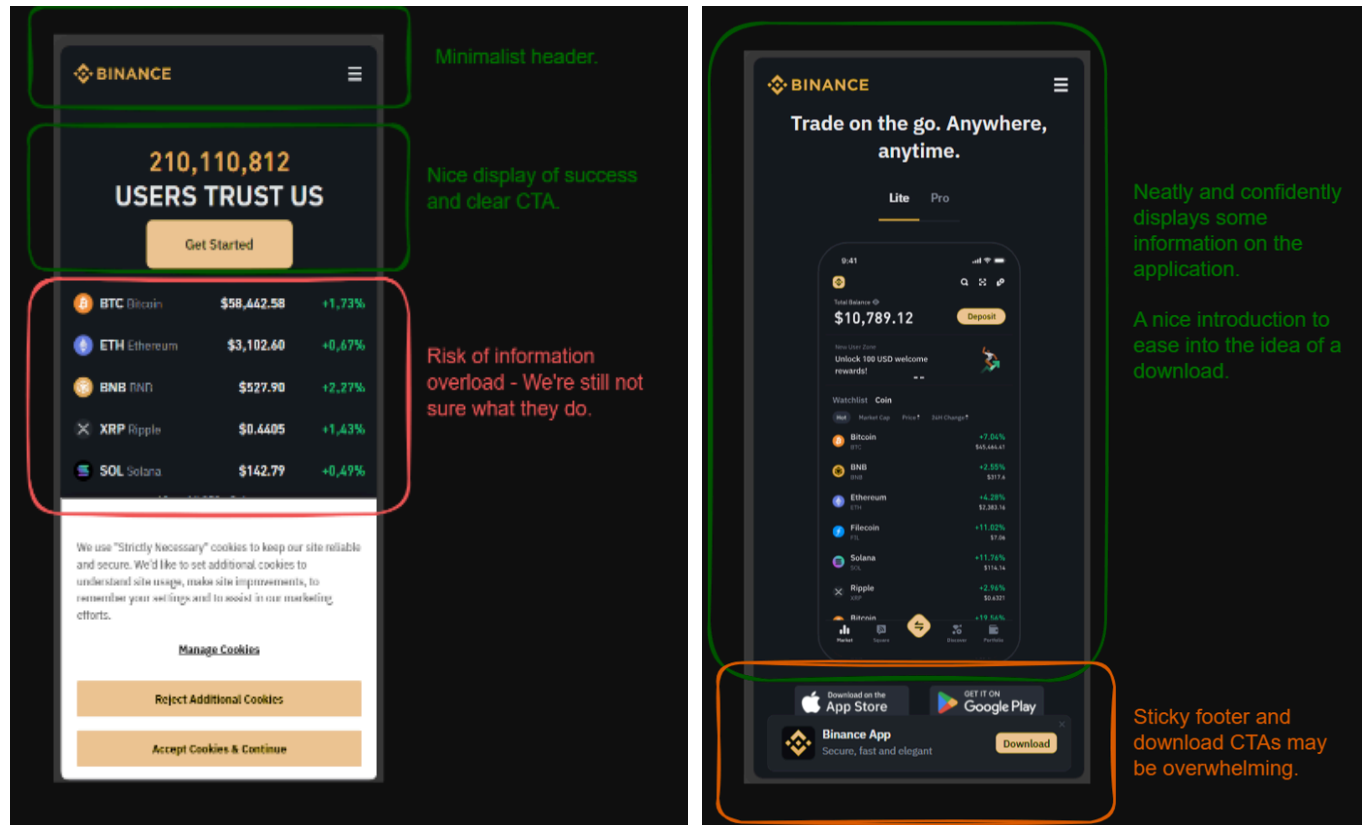 BINANCE
Minimalist header.
210,110,812
USERS TRUST US
Get Started
Nice display of success
and clear CTA.
BTC Bitcoin $58,442.58 +1,73%
ETH Ethereum $3,102.60 +0,67%
BNB BNB $527.90 +2,27%
XRP Ripple $0.4405 +1,43%
SOL Solana $142.79 +0,49%
Risk of information
overload - We're still not
sure what they do.
We use "Strictly Necessary" cookies to keep our site reliable
and secure. We'd like to set additional cookies to
understand site usage, make site improvements, to
remember your settings and to assist in our marketing
efforts.
Manage Cookies
Reject Additional Cookies
Accept Cookies & Continue
BINANCE
Trade on the go. Anywhere,
anytime.
Lite Pro
9:41
Total Balance
$10,789.12
Deposit
New User Zone
Unlock 100 USD welcome
rewards!
Watchlist Coin
Hot Market Cap Price 24H Change
Bitcoin +7.04%
BTC $45,464.41
BNB +2.55%
BNB $317.6
Ethereum +4.28%
ETH $2,383.16
Filecoin +11.02%
FIL $7.06
Solana +11.76%
SOL $114.14
Ripple +2.96%
XRP $0.6321
Bitcoin +19.56%
Market Square Discover Portfolio
Neatly and confidently
displays some
information on the
application.
A nice introduction to
ease into the idea of a
download.
Download on the
App Store
GET IT ON
Google Play
Binance App
Secure, fast and elegant
Download
Sticky footer and
download CTAs may
be overwhelming.